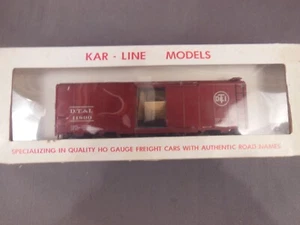 KAR - LINE MODELS
D.T.&I.
SPECIALIZING IN QUALITY HO GAUGE FREIGHT CARS WITH AUTHENTIC ROAD NAMES